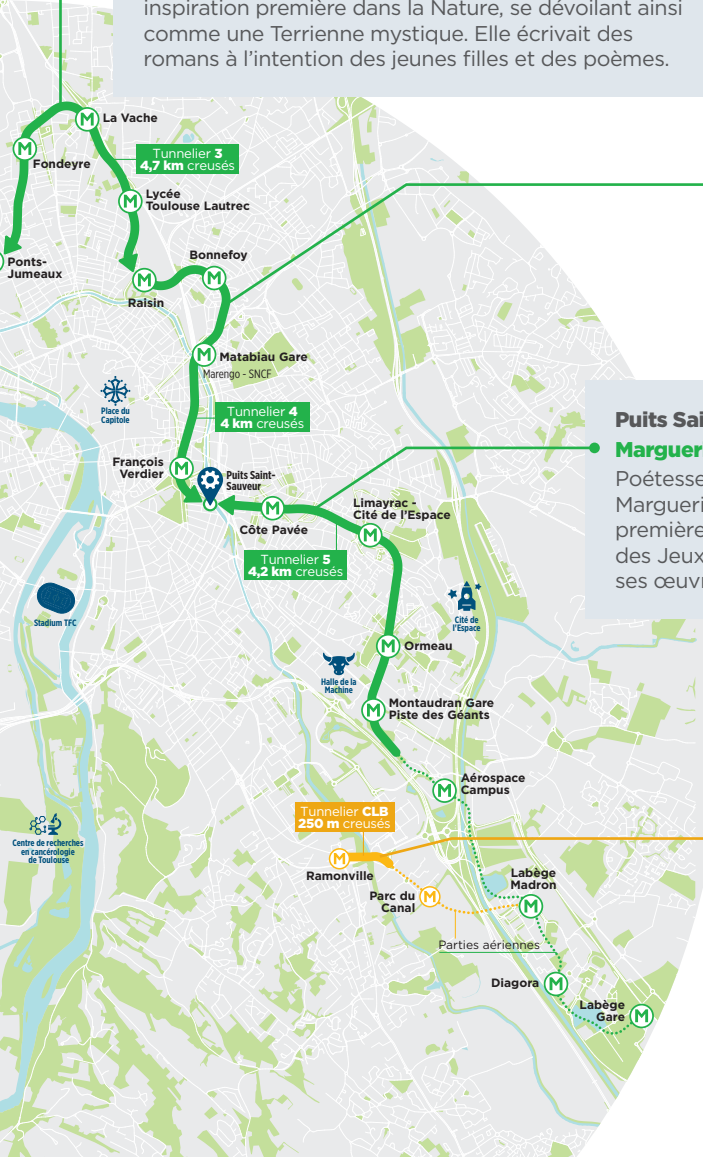 inspiration première dans la Nature, se dévoilant ainsi
comme une Terrienne mystique. Elle écrivait des
romans à l'intention des jeunes filles et des poèmes.
La Vache
Fondeyre
Tunnelier 3
4,7 km creusés
Lycée
Toulouse Lautrec
Ponts-
Jumeaux
Bonnefoy
Raisin
Matabiau Gare
Marengo - SNCF
Place du
Capitole
Tunnelier 4
4 km creusés
Puits Sai
Marguer
Poétesse
Margueri
première
des Jeux
ses œuvr
François
Verdier
Puits Saint-
Sauveur
Côte Pavée
Limayrac -
Cité de l'Espace
Tunnelier 5
4,2 km creusés
Stadium TFC
Cité de
l'Espace
Ormeau
Halle de la
Machine
Montaudran Gare
Piste des Géants
Aérospace
Campus
Tunnelier CLB
250 m creusés
Centre de recherches
en cancérologie
de Toulouse
Ramonville
Parc du
Canal
Labège
Madron
Parties aériennes
Diagora
Labège
Gare